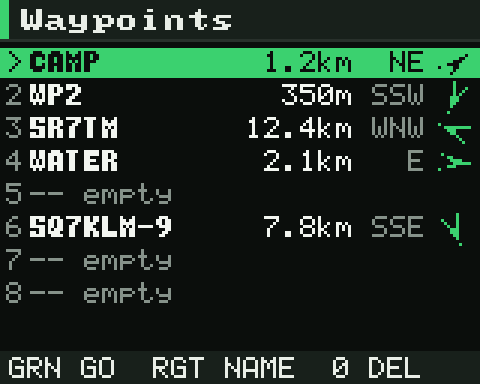 Waypoints
> CAMP 1.2km NE
2 WP2 350m SSW
3 SR7TM 12.4km WNW
4 WATER 2.1km E
5 -- empty
6 SQ7KLM-9 7.8km SSE
7 -- empty
8 -- empty
GRN GO RGT NAME 0 DEL